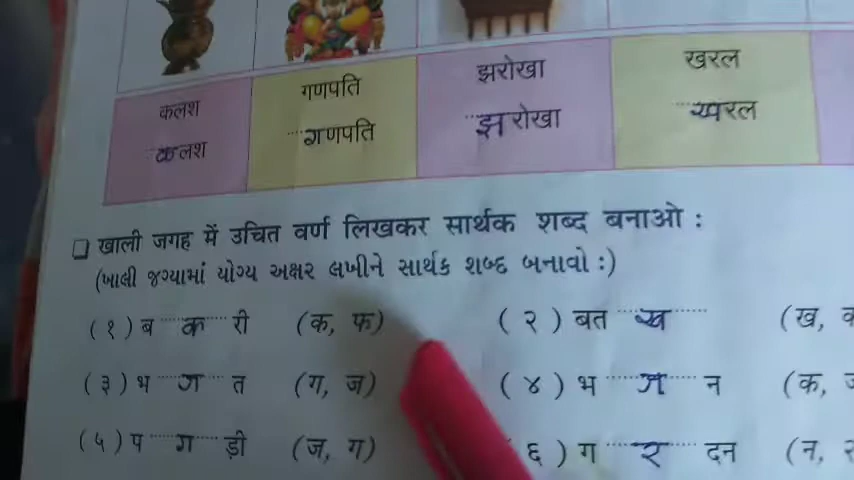 कलश गणपति झरोखा खरल
कलश गणपति झरोखा खरल
❑ खाली जगह में उचित वर्ण लिखकर सार्थक शब्द बनाओ :
(ખાલી જગ્યામાં યોગ્ય અક્ષર લખીને સાર્થક શબ્દ બનાવો :)
(१) ब क री (क, फ) (२) बत ख (ख,
(३) भ ग त (ग, ज) (४) भ ज न (क,
(५) प ग ड़ी (ज, ग) ६) ग र दन (न,